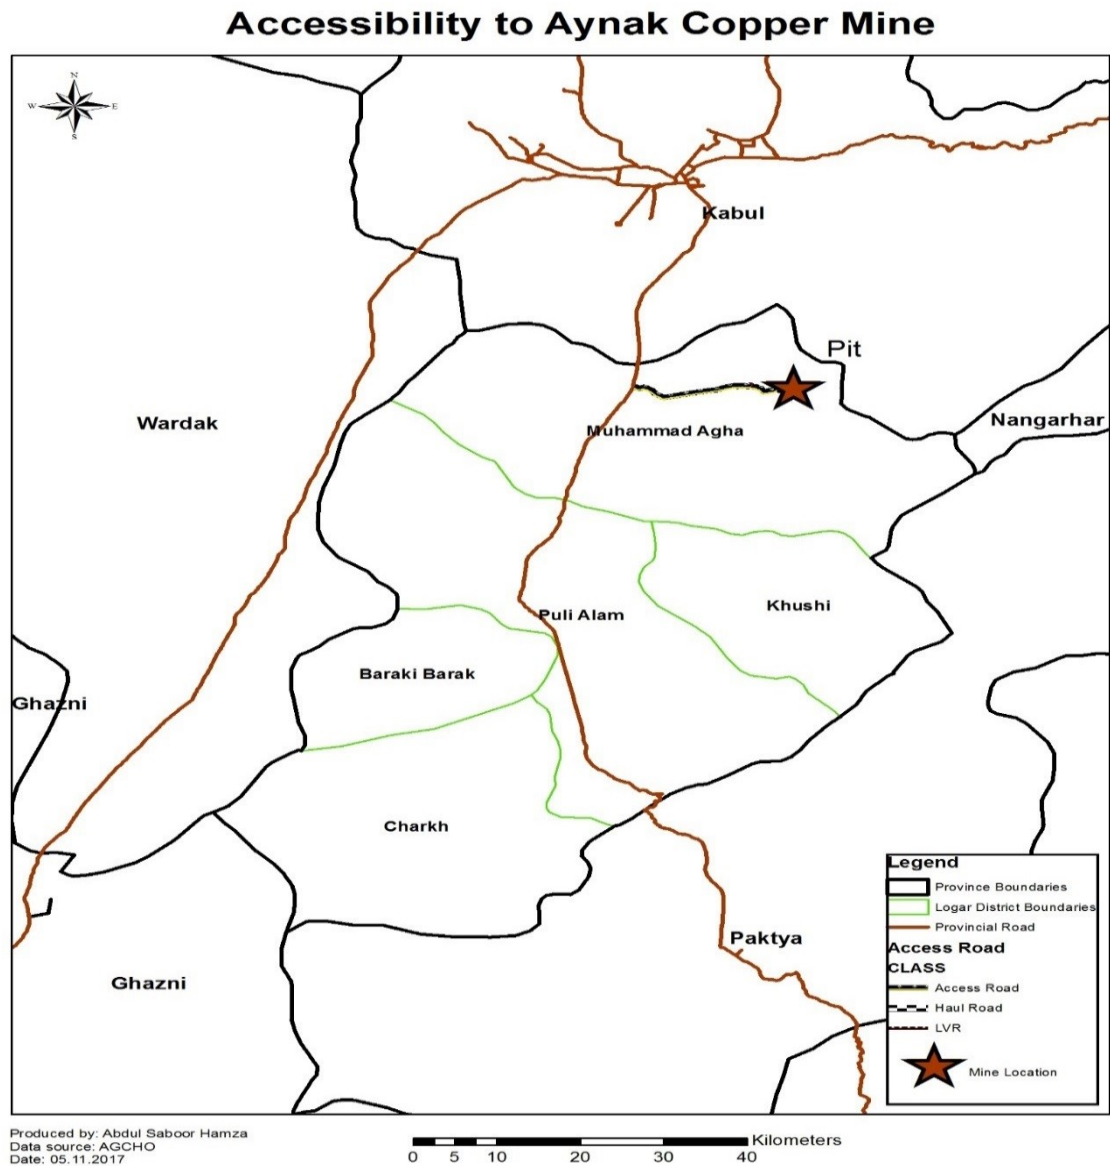 Accessibility to Aynak Copper Mine
N
W E
S
Kabul
Pit
Wardak
Nangarhar
Muhammad Agha
Khushi
Puli Alam
Baraki Barak
Ghazni
Charkh
Paktya
Ghazni
Legend
Province Boundaries
Logar District Boundaries
Provincial Road
Access Road
CLASS
Access Road
Haul Road
LVR
Mine Location
Produced by: Abdul Saboor Hamza
Data source: AGCHO
Date: 05.11.2017
Kilometers
0 5 10 20 30 40